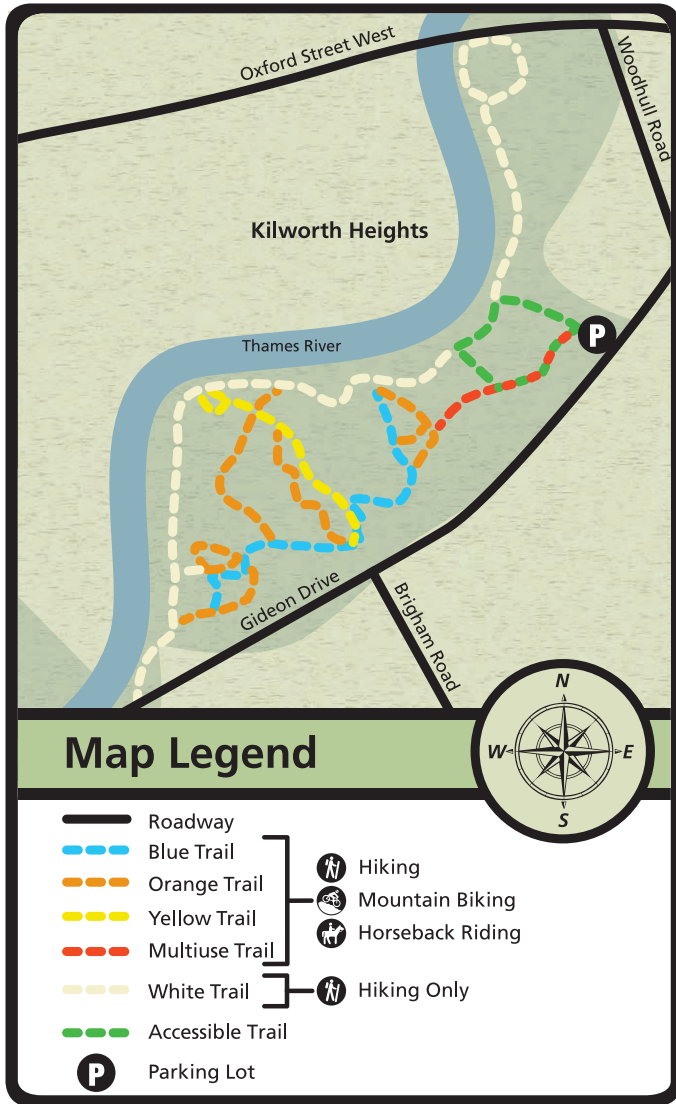 Oxford Street West
Woodhull Road
Kilworth Heights
P
Thames River
Gideon Drive
Brigham Road
N
W
E
S
Map Legend
Roadway
Blue Trail
Orange Trail
Yellow Trail
Multiuse Trail
Hiking
Mountain Biking
Horseback Riding
White Trail
Hiking Only
Accessible Trail
P Parking Lot